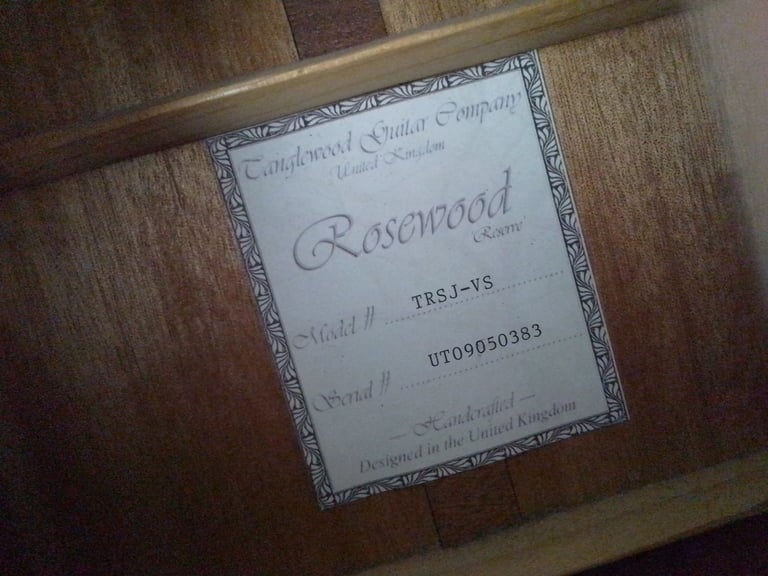 Tanglewood Guitar Company
United Kingdom
Rosewood
Reserve
Model # TRSJ-VS
Serial # UT09050383
— Handcrafted —
Designed in the United Kingdom